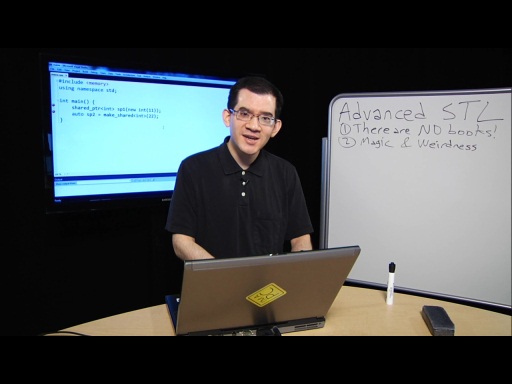 #include <memory>
using namespace std;
int main() {
shared_ptr<int> sp1(new int(11));
auto sp2 = make_shared<int>(22);
}
Advanced STL
① There are NO books!
② Magic & Weirdness